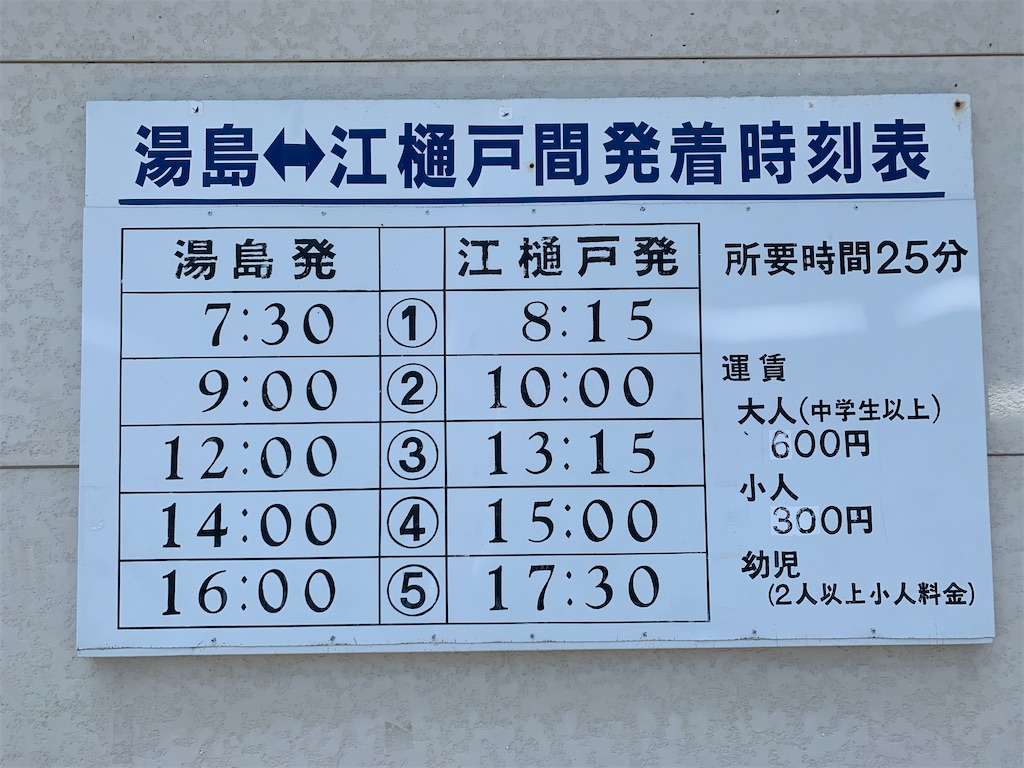 湯島↔江樋戸間発着時刻表
湯島発 江樋戸発
7:30 ① 8:15
9:00 ② 10:00
12:00 ③ 13:15
14:00 ④ 15:00
16:00 ⑤ 17:30
所要時間25分
運賃
大人(中学生以上)
600円
小人
300円
幼児
(2人以上小人料金)